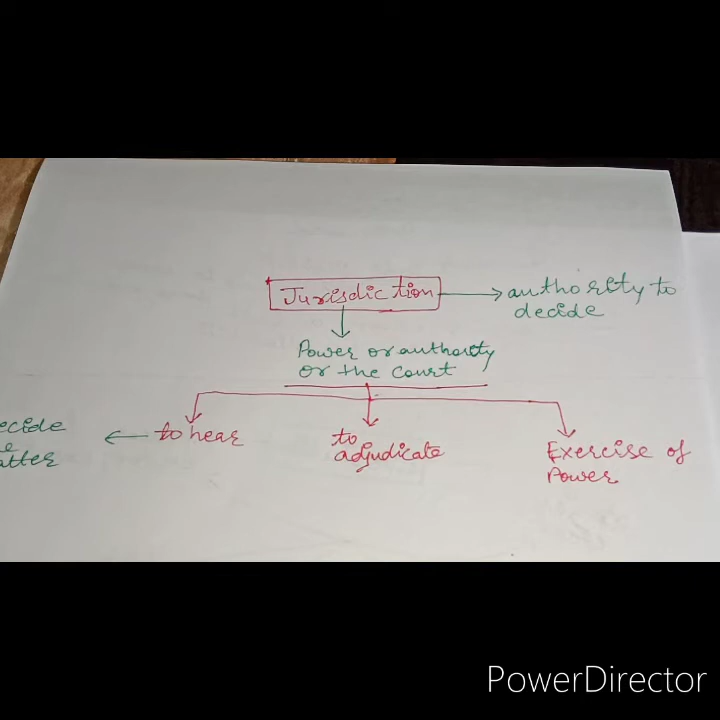 Jurisdiction
authority to
decide
Power or authority
or the court
to hear
to
adjudicate
Exercise of
Power
ecide
e
atter
PowerDirector